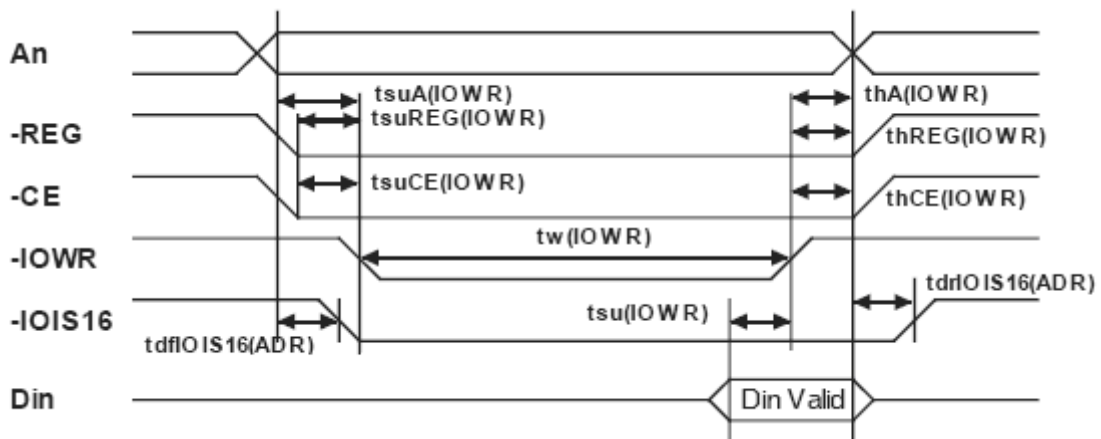 An
tsuA(IOWR)
thA(IOWR)
tsuREG(IOWR)
-REG
thREG(IOWR)
tsuCE(IOWR)
-CE
thCE(IOWR)
tw(IOWR)
-IOWR
tdrIOIS16(ADR)
tsu(IOWR)
-IOIS16
tdfIOIS16(ADR)
Din
Din Valid